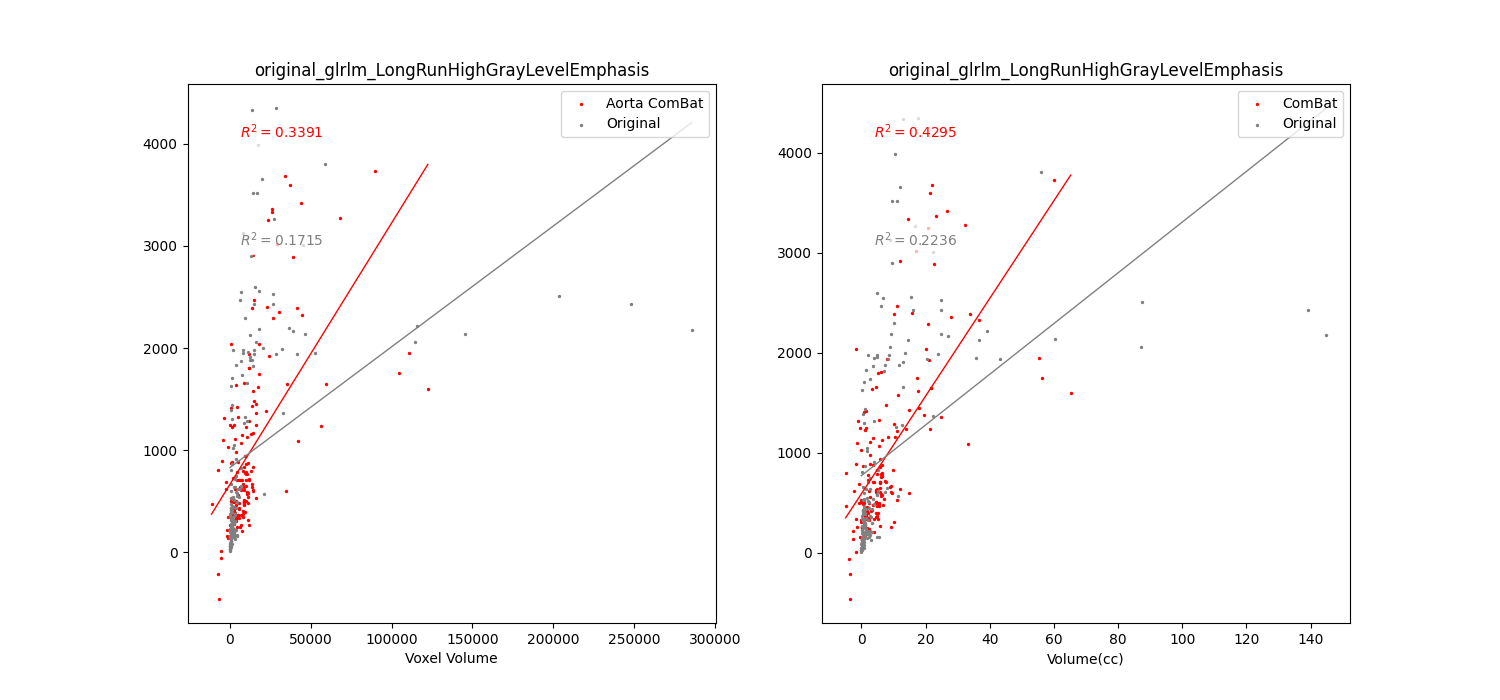 original_glrlm_LongRunHighGrayLevelEmphasis
Aorta ComBat
Original
R² = 0.3391
R² = 0.1715
4000
3000
2000
1000
0
0 50000 100000 150000 200000 250000 300000
Voxel Volume
original_glrlm_LongRunHighGrayLevelEmphasis
ComBat
Original
R² = 0.4295
R² = 0.2236
4000
3000
2000
1000
0
0 20 40 60 80 100 120 140
Volume(cc)